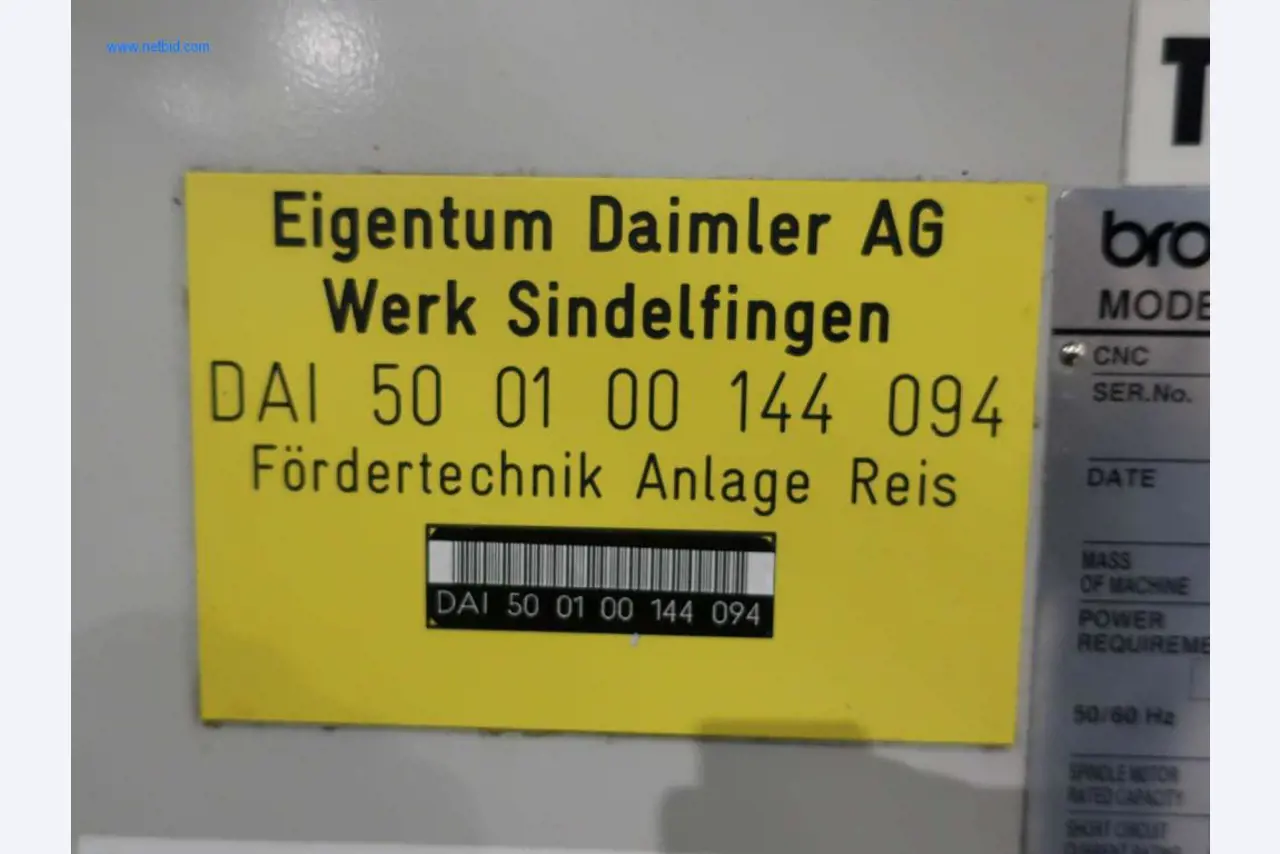 www.netbid.com
Eigentum Daimler AG
Werk Sindelfingen
DAI 50 01 00 144 094
Fördertechnik Anlage Reis
DAI 50 01 00 144 094
T
bro
MODE
CNC
SER.No.
DATE
MASS
OF MACHINE
POWER
REQUIREME
50/60 Hz
SPINDLE MOTOR
RATED CAPACITY
SHORT CIRCUIT
CURRENT RATING